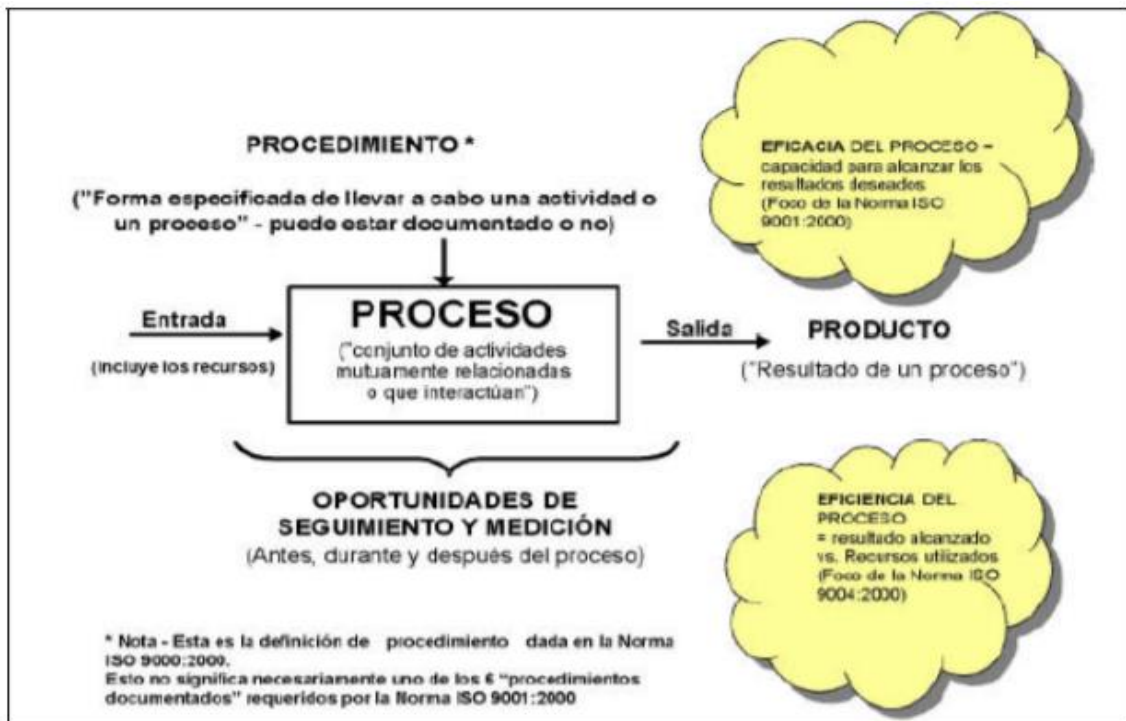 PROCEDIMIENTO *
("Forma especificada de llevar a cabo una actividad o
un proceso" - puede estar documentado o no)
EFICACIA DEL PROCESO =
capacidad para alcanzar los
resultados deseados
(Foco de la Norma ISO
9001:2000)
Entrada
(Incluye los recursos)
PROCESO
("conjunto de actividades
mutuamente relacionadas
o que interactúan")
Salida
PRODUCTO
("Resultado de un proceso")
OPORTUNIDADES DE
SEGUIMIENTO Y MEDICIÓN
(Antes, durante y después del proceso)
EFICIENCIA DEL
PROCESO
= resultado alcanzado
vs. Recursos utilizados
(Foco de la Norma ISO
9004:2000)
* Nota - Esta es la definición de procedimiento dada en la Norma
ISO 9000:2000.
Esto no significa necesariamente uno de los 6 "procedimientos
documentados" requeridos por la Norma ISO 9001:2000